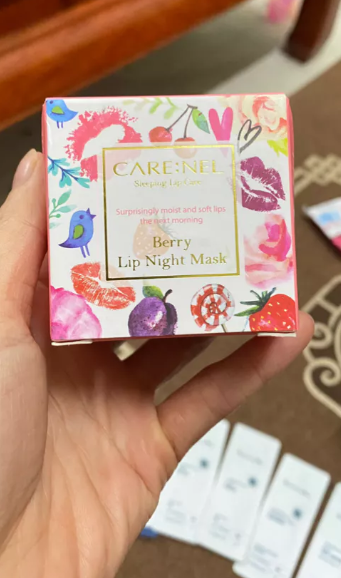 CARE:NEL
Sleeping Lip Care
Surprisingly moist and soft lips
the next morning
Berry
Lip Night Mask